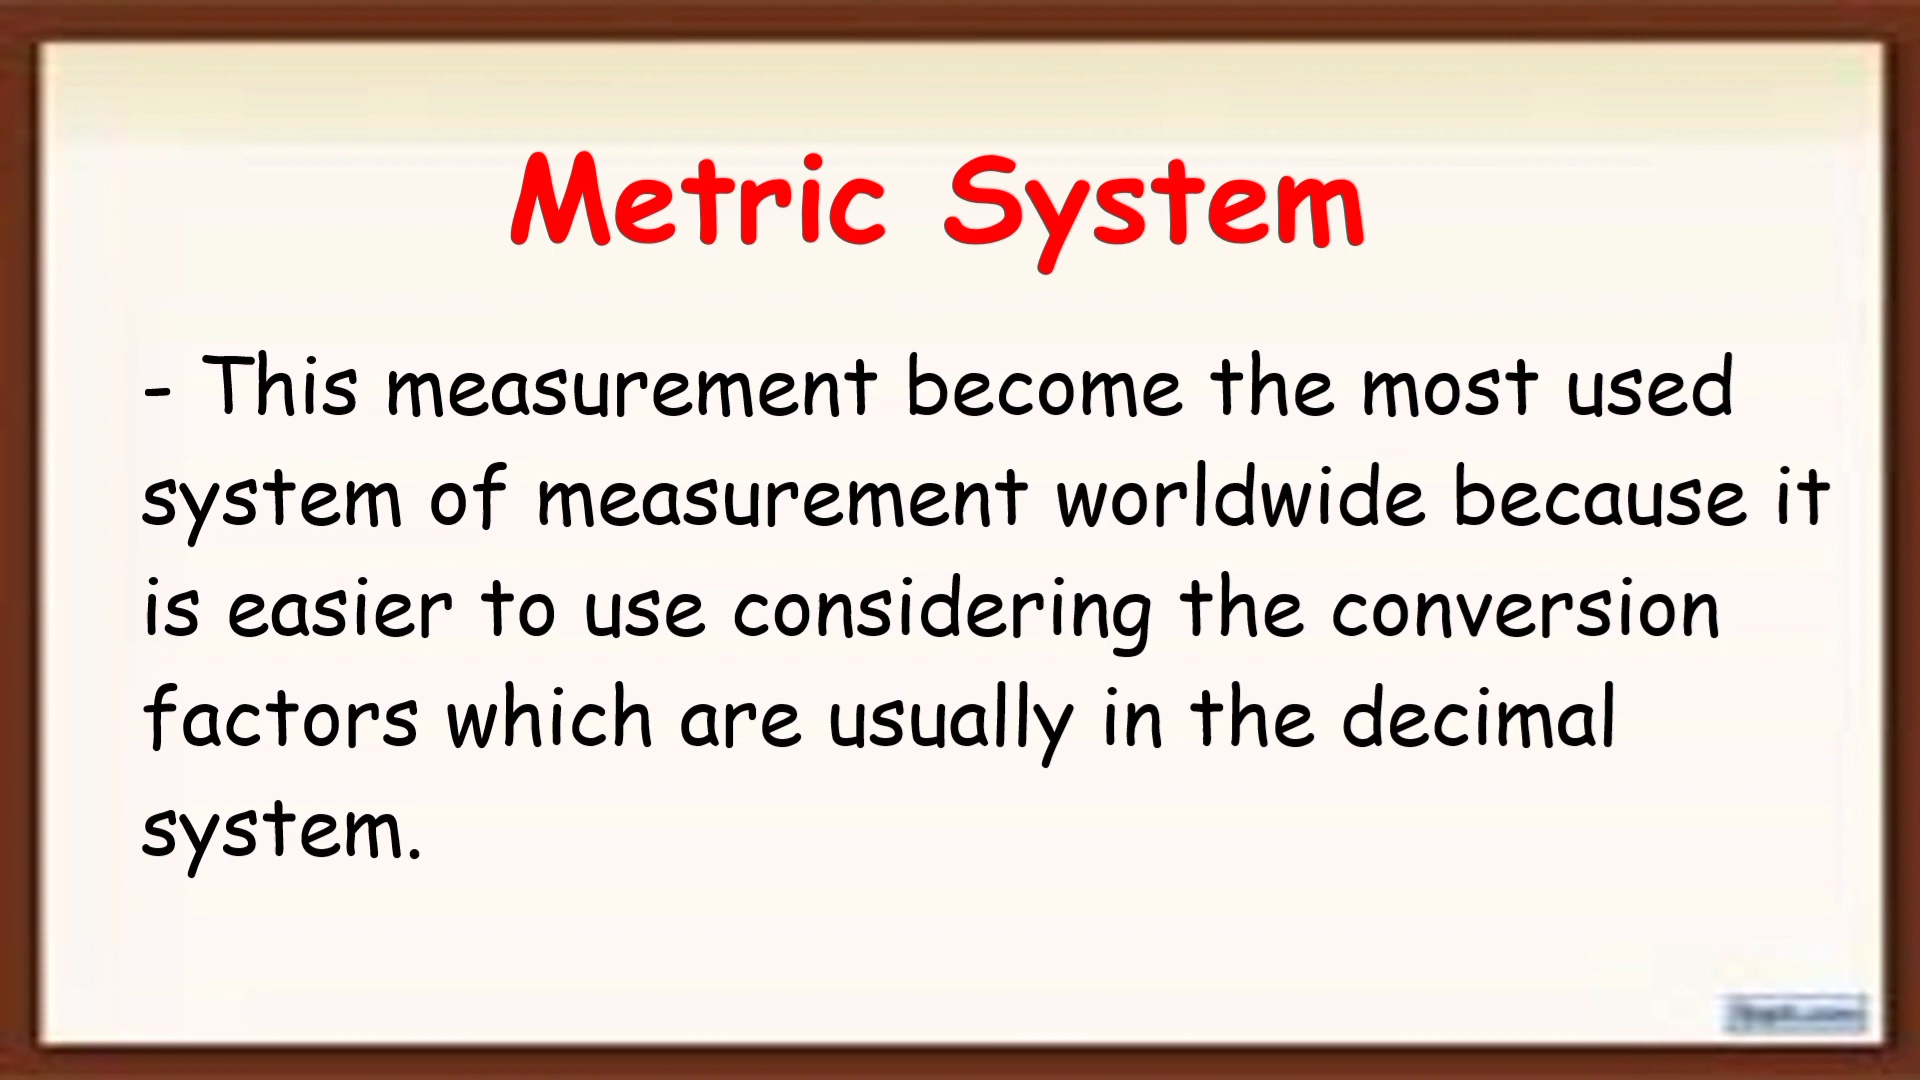 Metric System
- This measurement become the most used
system of measurement worldwide because it
is easier to use considering the conversion
factors which are usually in the decimal
system.